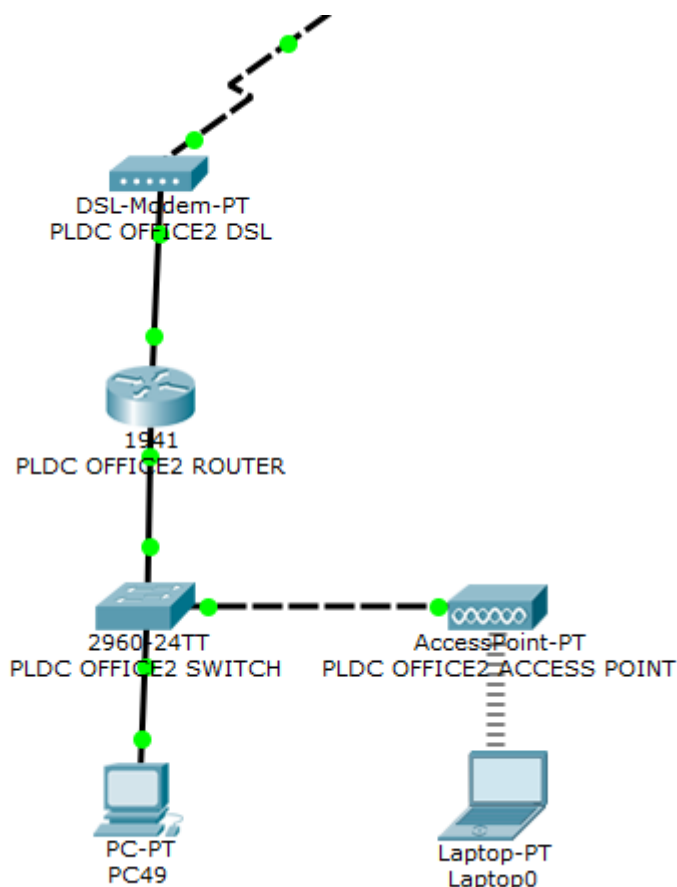 DSL-Modem-PT
PLDC OFFICE2 DSL
1941
PLDC OFFICE2 ROUTER
2960-24TT
PLDC OFFICE2 SWITCH
AccessPoint-PT
PLDC OFFICE2 ACCESS POINT
PC-PT
PC49
Laptop-PT
Laptop0